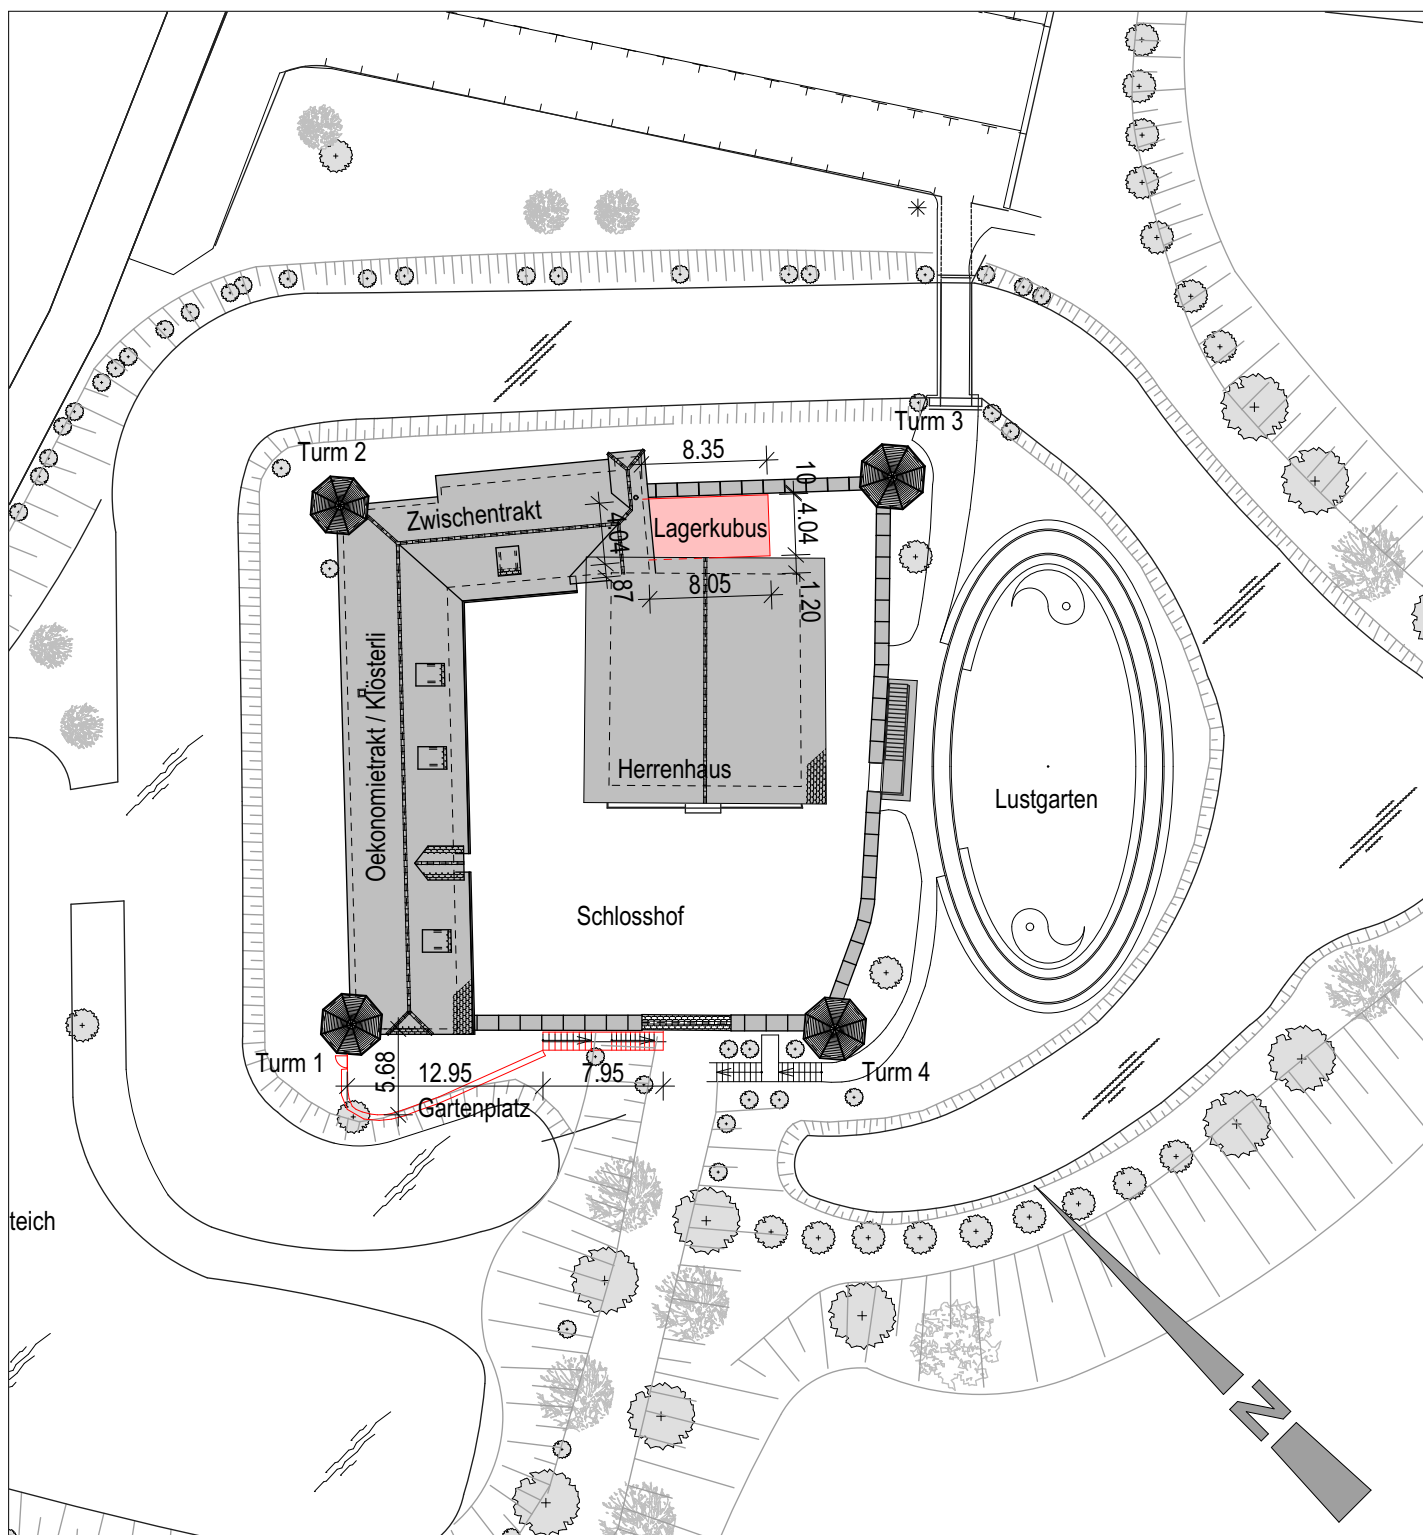 Turm 3
Turm 2
8.35
10
4.04
Zwischentrakt
Lagerkubus
4.04
87
8.05
1.20
Oekonomietrakt / Klösterli
Herrenhaus
Lustgarten
Schlosshof
Turm 1
5.68
12.95
7.95
Turm 4
Gartenplatz
teich
N